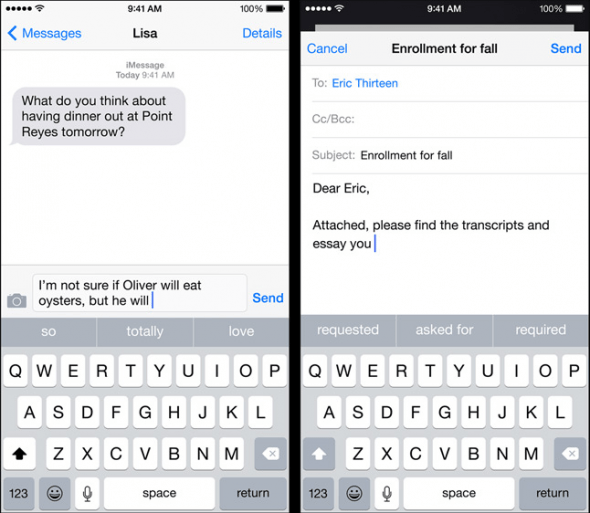 9:41 AM 100%
Messages Lisa Details
iMessage
Today 9:41 AM
What do you think about
having dinner out at Point
Reyes tomorrow?
I'm not sure if Oliver will eat
oysters, but he will
Send
so totally love
Q W E R T Y U I O P
A S D F G H J K L
Z X C V B N M
123 space return
9:41 AM 100%
Cancel Enrollment for fall Send
To: Eric Thirteen
Cc/Bcc:
Subject: Enrollment for fall
Dear Eric,
Attached, please find the transcripts and
essay you
requested asked for required
Q W E R T Y U I O P
A S D F G H J K L
Z X C V B N M
123 space return